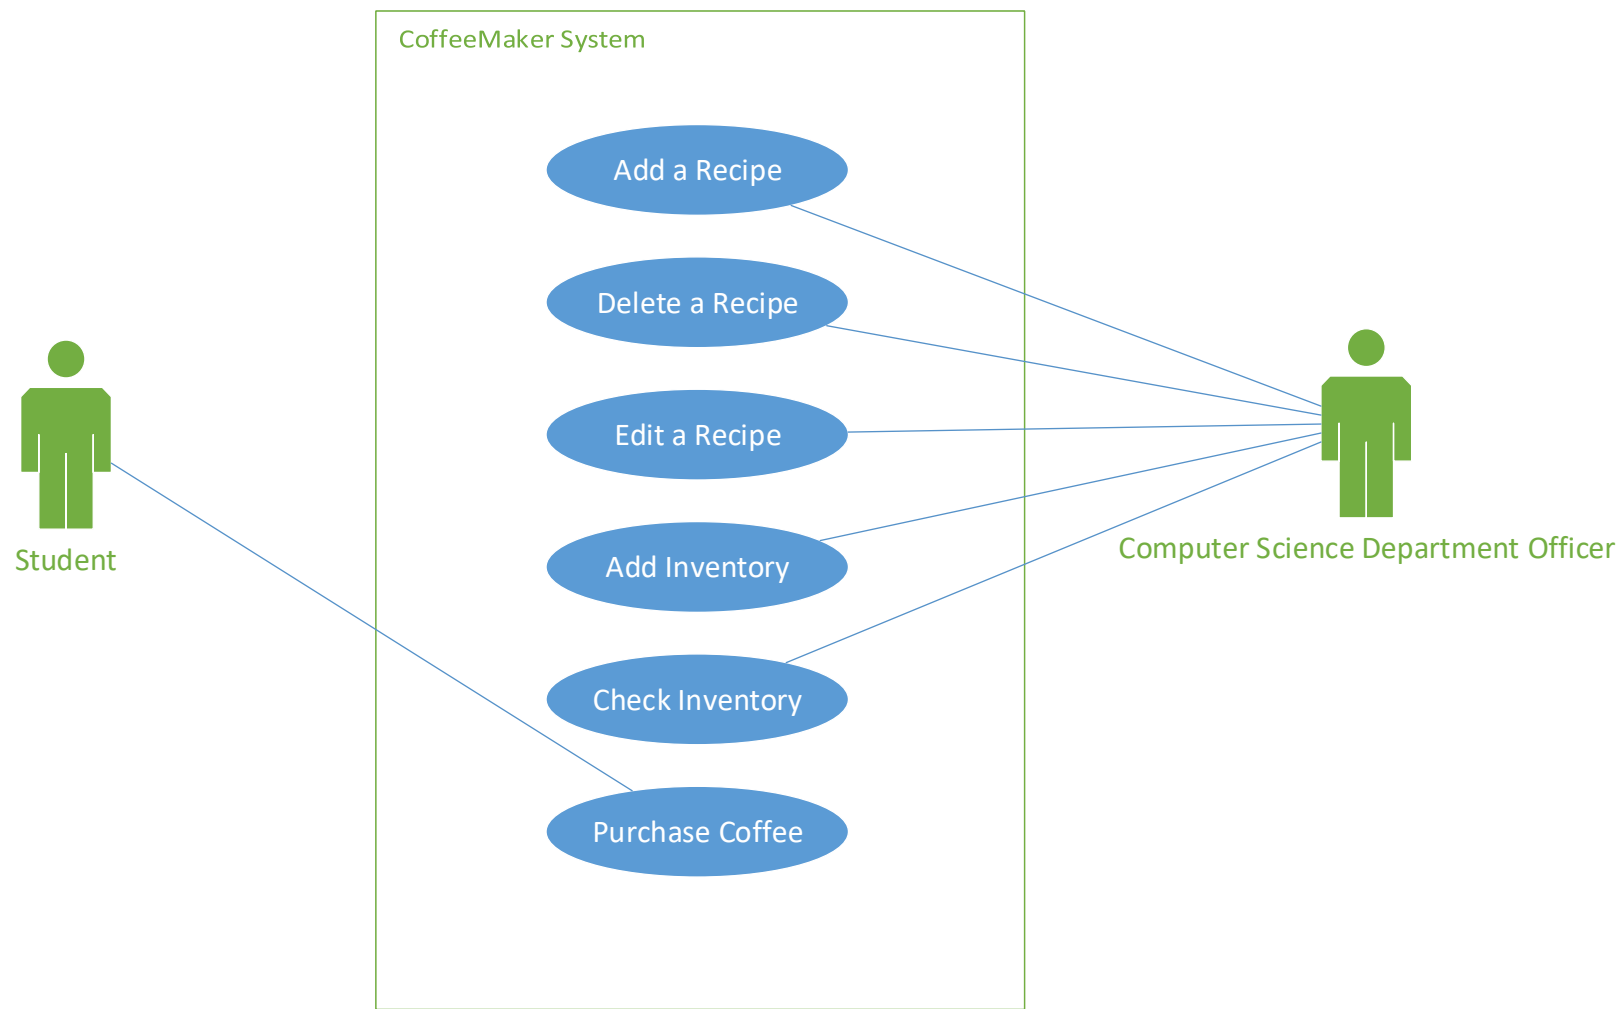 CoffeeMaker System
Add a Recipe
Delete a Recipe
Edit a Recipe
Add Inventory
Check Inventory
Purchase Coffee
Student
Computer Science Department Officer